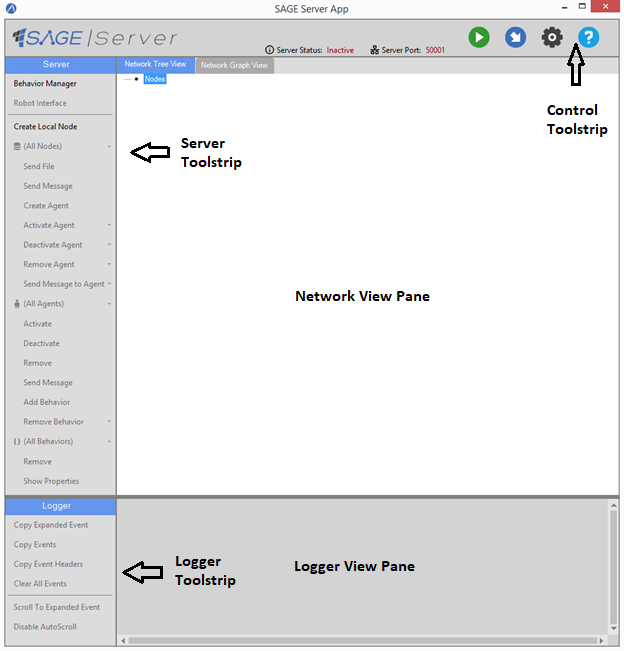 SAGE Server App
SAGE|Server
Server Status: Inactive
Server Port: 50001
Server
Network Tree View
Network Graph View
Behavior Manager
Nodes
Robot Interface
Control
Toolstrip
Create Local Node
(All Nodes)
Server
Toolstrip
Send File
Send Message
Create Agent
Activate Agent
Deactivate Agent
Remove Agent
Send Message to Agent
Network View Pane
(All Agents)
Activate
Deactivate
Remove
Send Message
Add Behavior
Remove Behavior
(All Behaviors)
Remove
Show Properties
Logger
Copy Expanded Event
Copy Events
Copy Event Headers
Clear All Events
Logger
Toolstrip
Logger View Pane
Scroll To Expanded Event
Disable AutoScroll